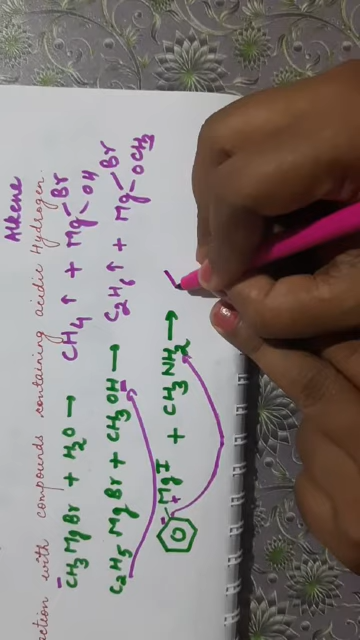 Alkene
action with compounds containing acidic Hydrogen.
CH₃MgBr + H₂O → CH₄↑ + Mg Br OH
C₂H₅MgBr + CH₃OH → C₂H₆↑ + Mg Br OCH₃
MgI + CH₃NH₂ →